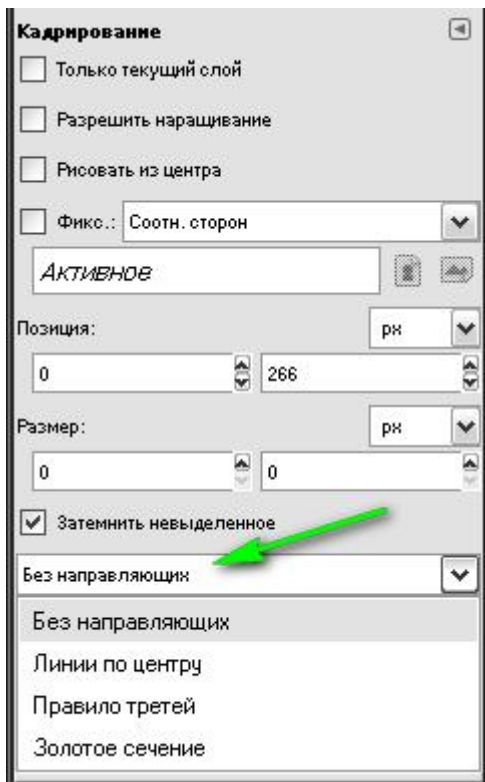 Кадрирование
Только текущий слой
Разрешить наращивание
Рисовать из центра
Фикс.: Соотн. сторон
Активное
Позиция: px
0 266
Размер: px
0 0
Затемнить невыделенное
Без направляющих
Без направляющих
Линии по центру
Правило третей
Золотое сечение